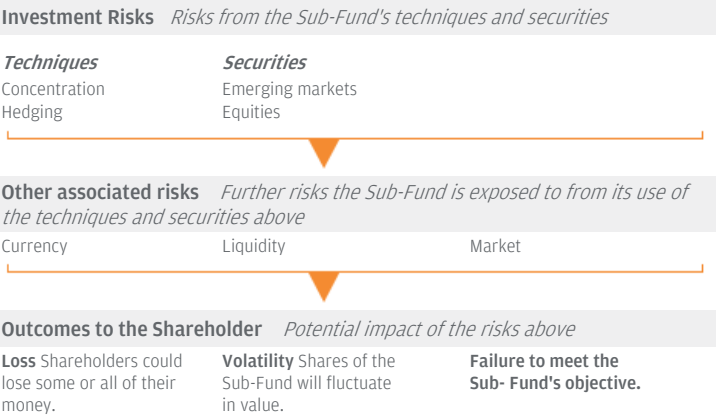 Investment Risks Risks from the Sub-Fund's techniques and securities
Techniques
Concentration
Hedging
Securities
Emerging markets
Equities
Other associated risks Further risks the Sub-Fund is exposed to from its use of
the techniques and securities above
Currency
Liquidity
Market
Outcomes to the Shareholder Potential impact of the risks above
Loss Shareholders could
lose some or all of their
money.
Volatility Shares of the
Sub-Fund will fluctuate
in value.
Failure to meet the
Sub- Fund's objective.